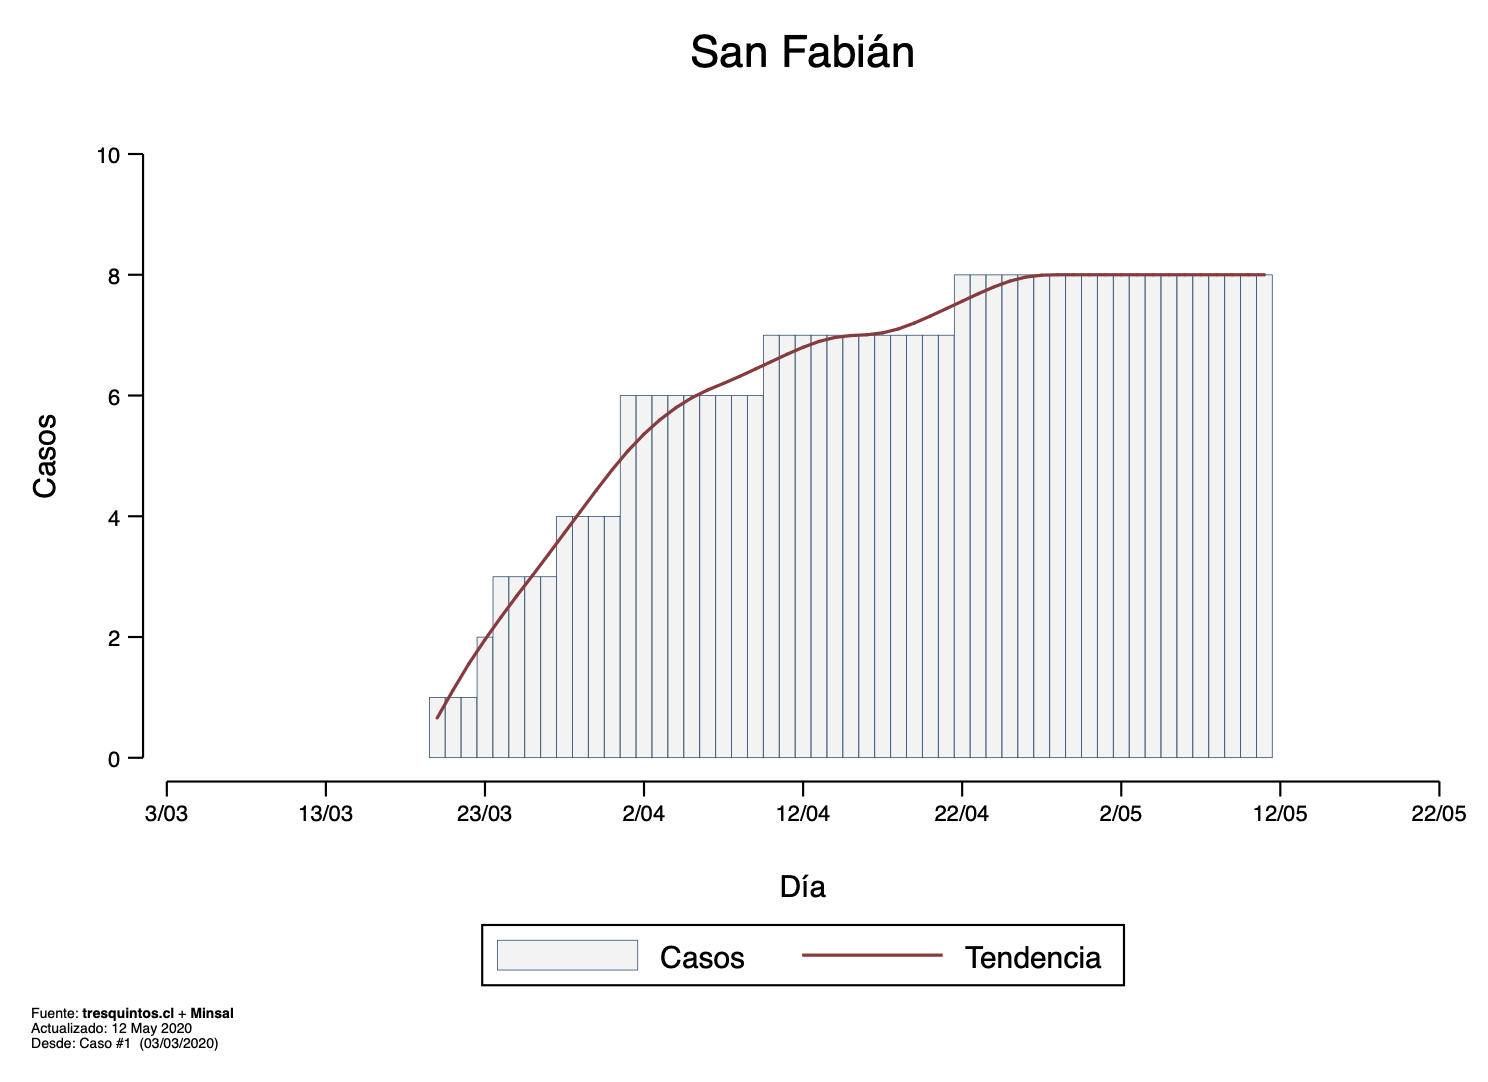 San Fabián
10
8
6
4
2
0
Casos
3/03 13/03 23/03 2/04 12/04 22/04 2/05 12/05 22/05
Día
Casos Tendencia
Fuente: tresquintos.cl + Minsal
Actualizado: 12 May 2020
Desde: Caso #1 (03/03/2020)